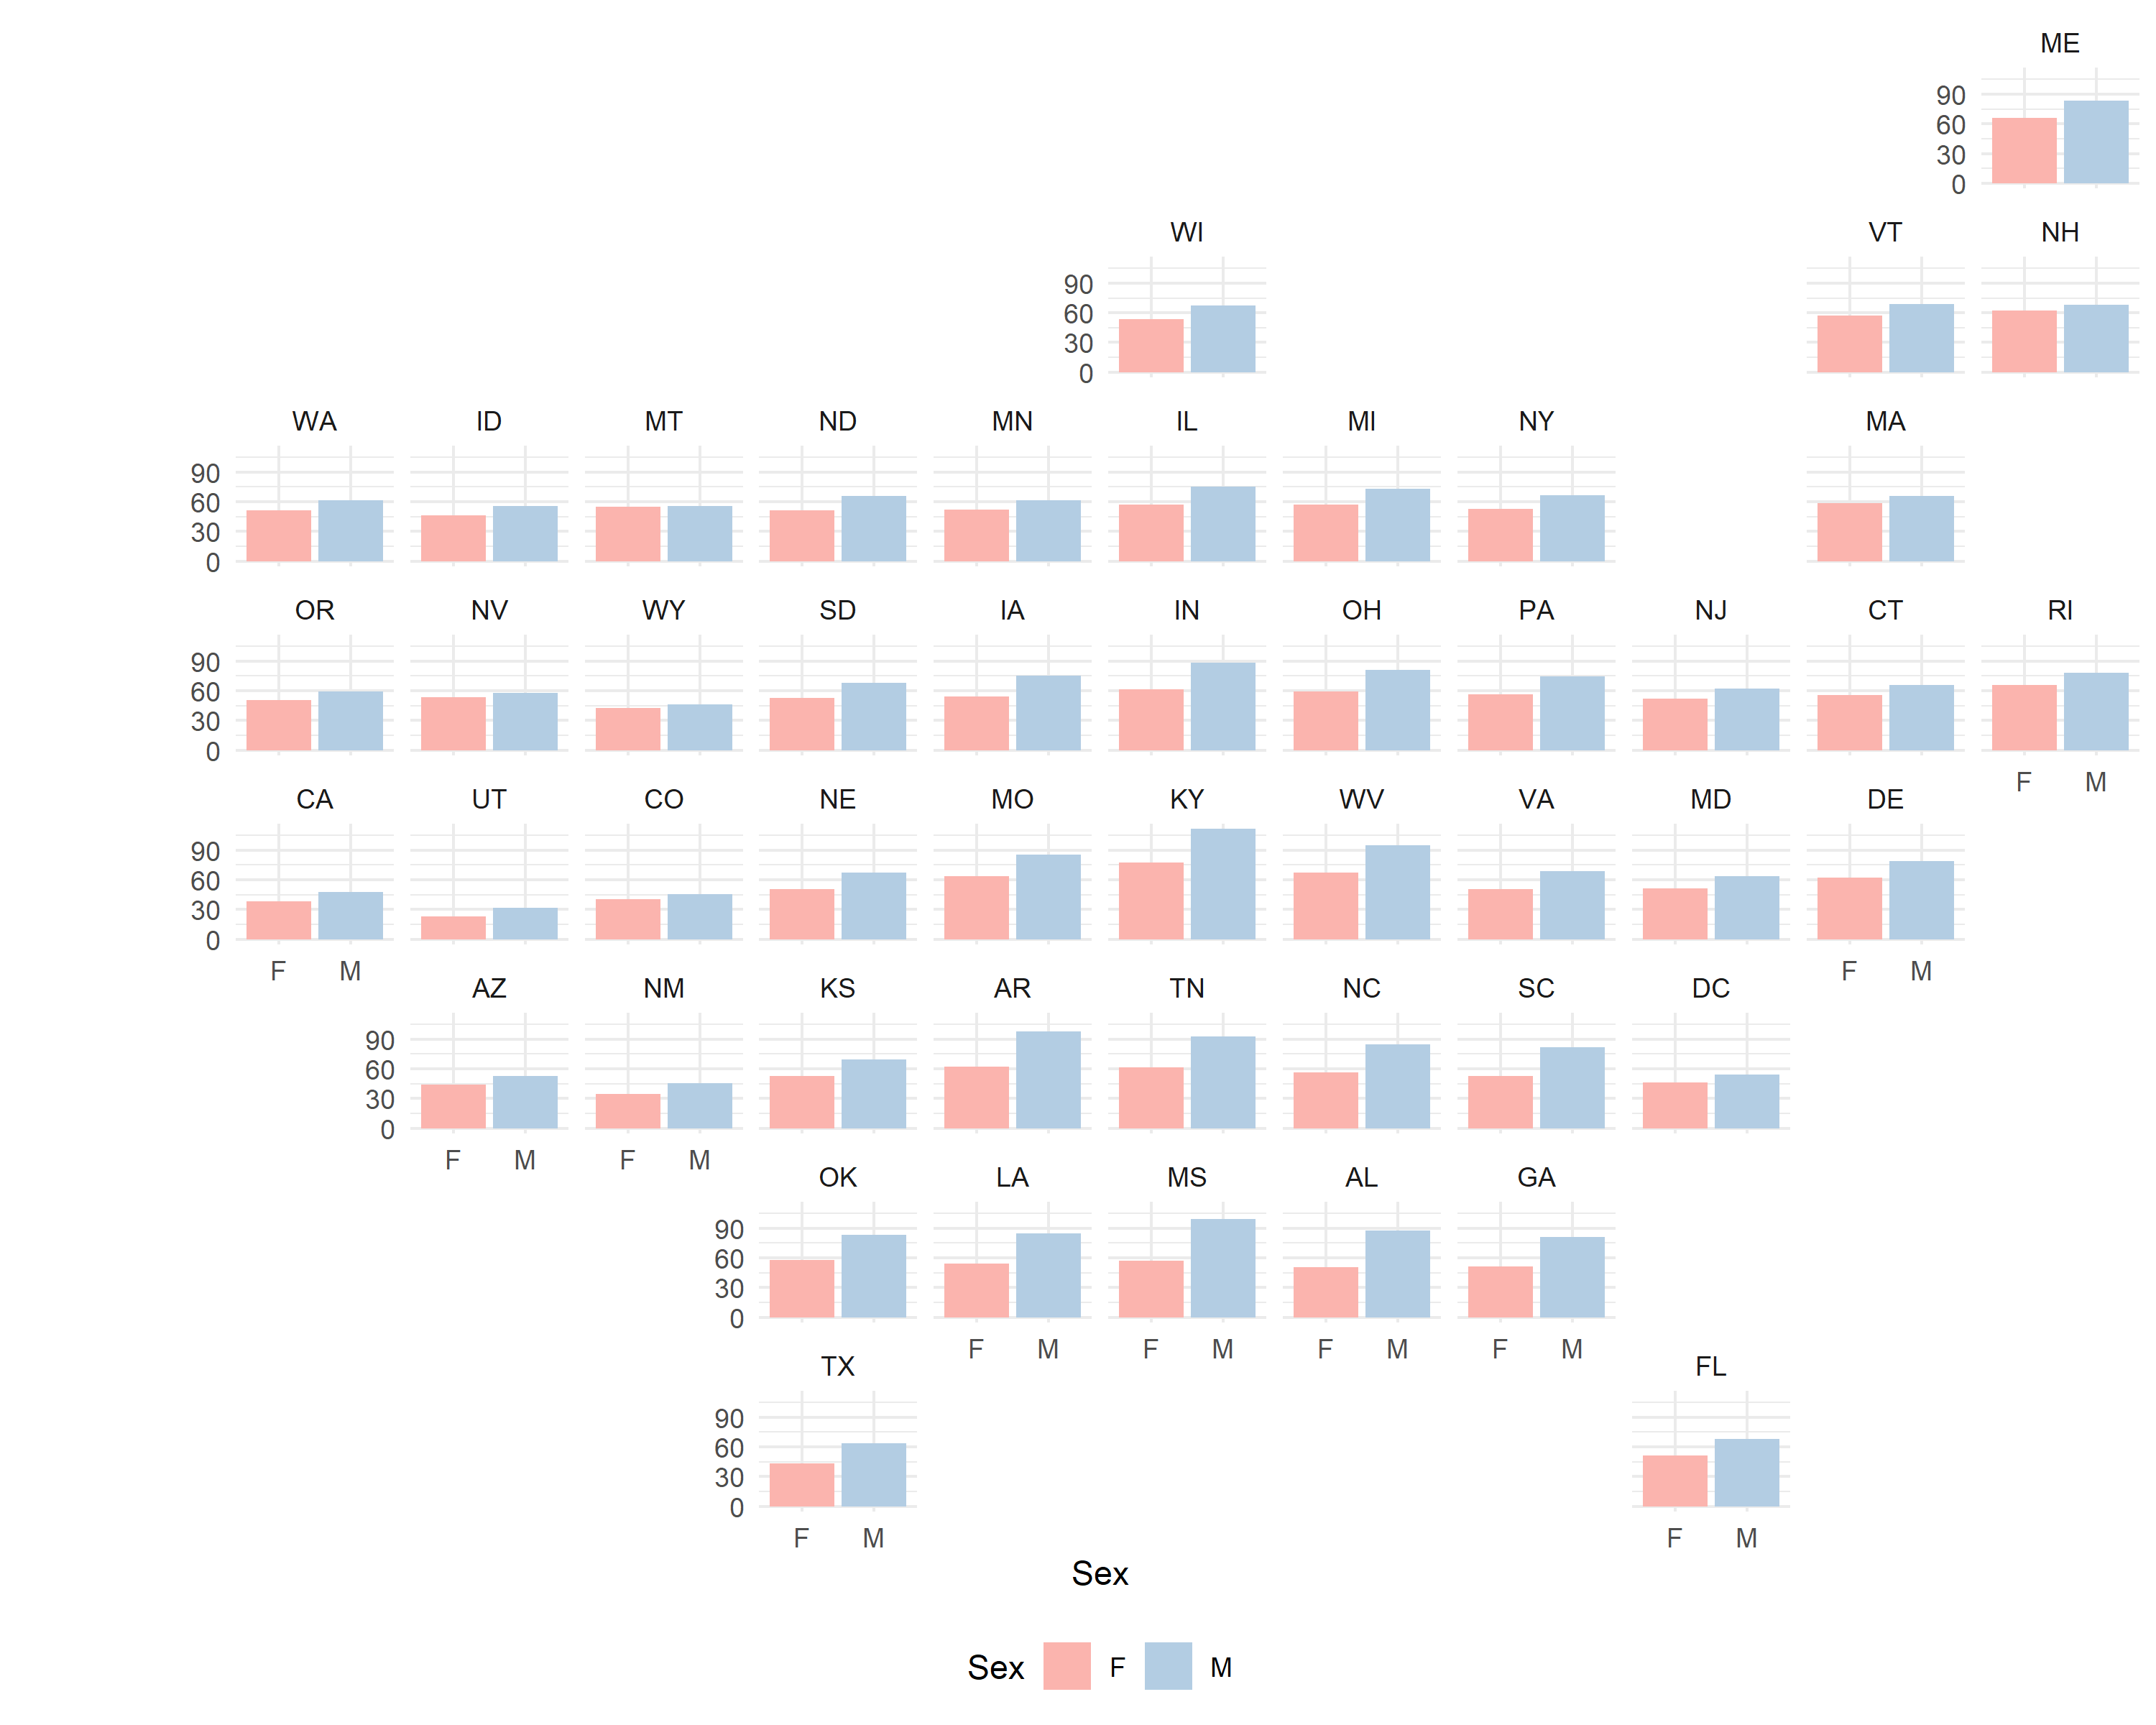 ME
90
60
30
0
WI VT NH
90
60
30
0
WA ID MT ND MN IL MI NY MA
90
60
30
0
OR NV WY SD IA IN OH PA NJ CT RI
90
60
30
0
F M
CA UT CO NE MO KY WV VA MD DE
90
60
30
0
F M F M
AZ NM KS AR TN NC SC DC
90
60
30
0
F M F M
OK LA MS AL GA
90
60
30
0
F M F M F M F M
TX FL
90
60
30
0
F M F M
Sex
Sex F M